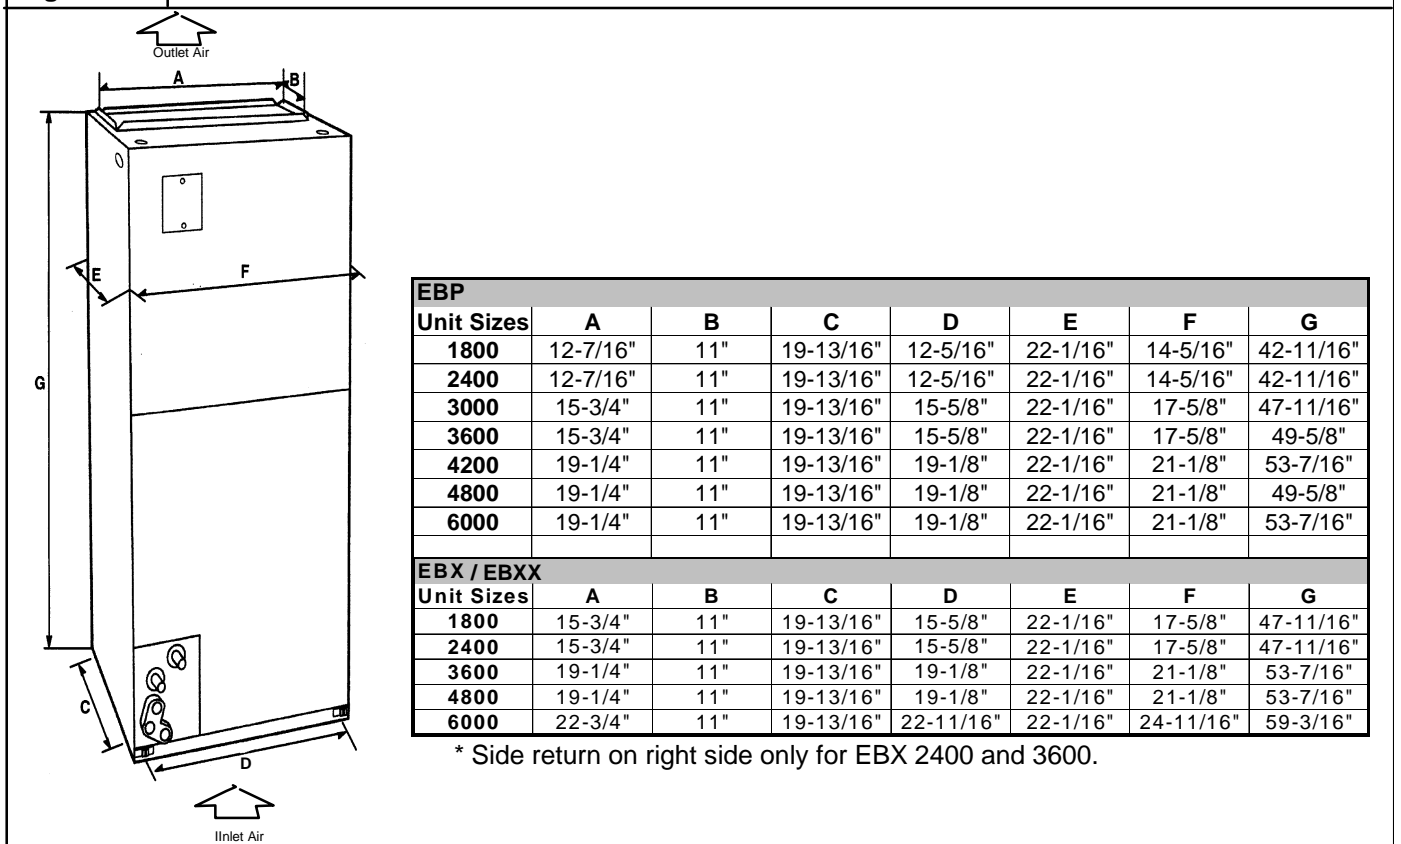 Outlet Air
A
B
E
F
G
C
D
IInlet Air
EBP
Unit Sizes A B C D E F G
1800 12-7/16" 11" 19-13/16" 12-5/16" 22-1/16" 14-5/16" 42-11/16"
2400 12-7/16" 11" 19-13/16" 12-5/16" 22-1/16" 14-5/16" 42-11/16"
3000 15-3/4" 11" 19-13/16" 15-5/8" 22-1/16" 17-5/8" 47-11/16"
3600 15-3/4" 11" 19-13/16" 15-5/8" 22-1/16" 17-5/8" 49-5/8"
4200 19-1/4" 11" 19-13/16" 19-1/8" 22-1/16" 21-1/8" 53-7/16"
4800 19-1/4" 11" 19-13/16" 19-1/8" 22-1/16" 21-1/8" 49-5/8"
6000 19-1/4" 11" 19-13/16" 19-1/8" 22-1/16" 21-1/8" 53-7/16"
EBX / EBXX
Unit Sizes A B C D E F G
1800 15-3/4" 11" 19-13/16" 15-5/8" 22-1/16" 17-5/8" 47-11/16"
2400 15-3/4" 11" 19-13/16" 15-5/8" 22-1/16" 17-5/8" 47-11/16"
3600 19-1/4" 11" 19-13/16" 19-1/8" 22-1/16" 21-1/8" 53-7/16"
4800 19-1/4" 11" 19-13/16" 19-1/8" 22-1/16" 21-1/8" 53-7/16"
6000 22-3/4" 11" 19-13/16" 22-11/16" 22-1/16" 24-11/16" 59-3/16"
* Side return on right side only for EBX 2400 and 3600.